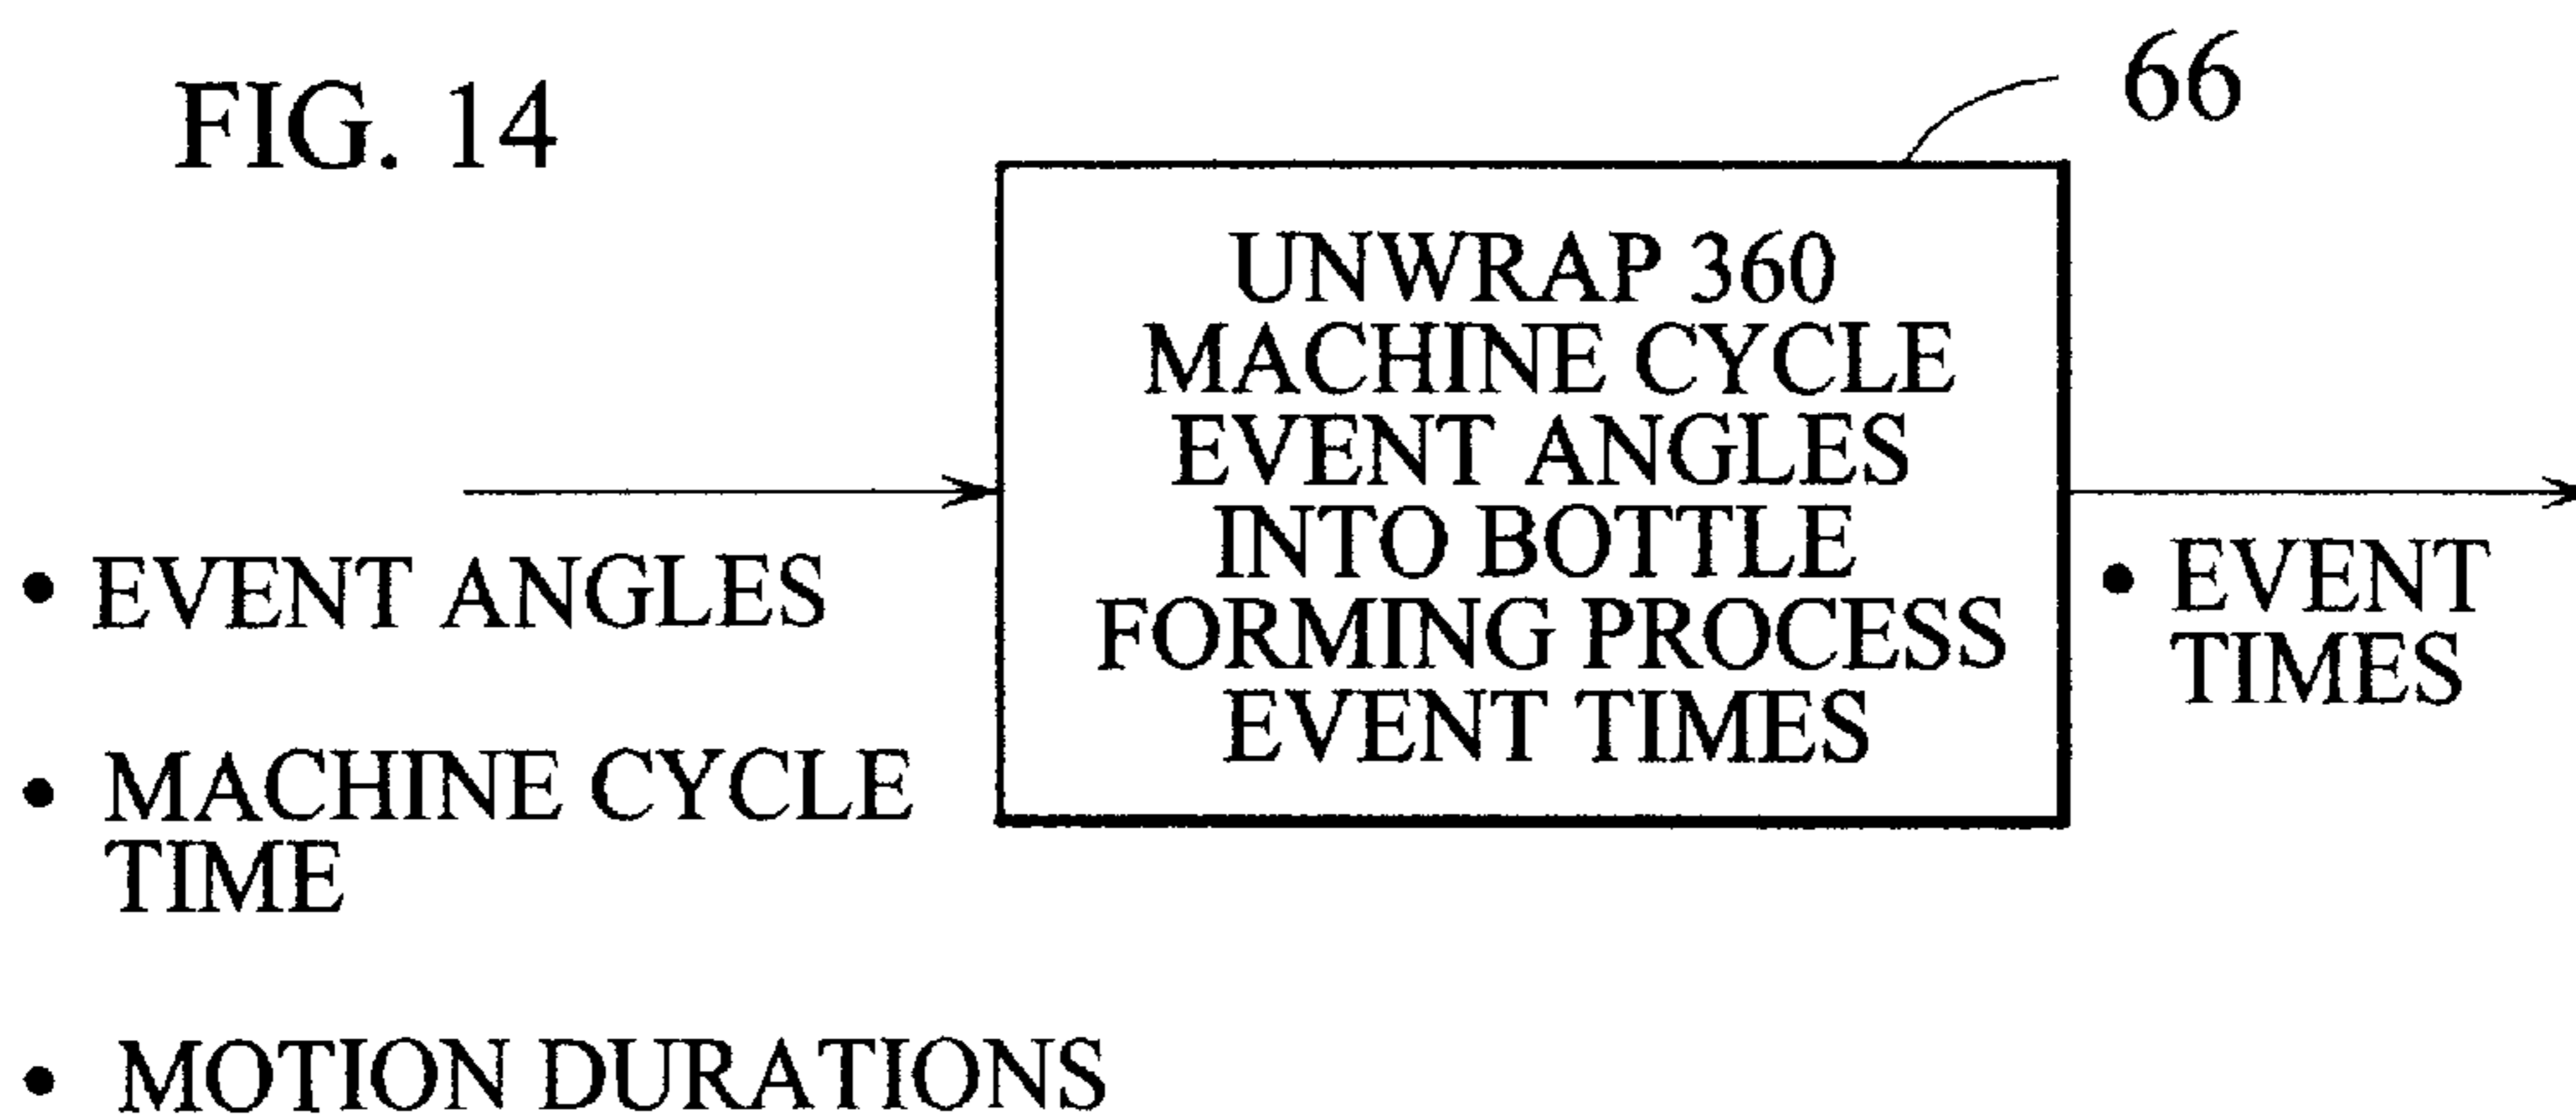 FIG. 14
66
UNWRAP 360
MACHINE CYCLE
EVENT ANGLES
INTO BOTTLE
FORMING PROCESS
EVENT TIMES
• EVENT ANGLES
• MACHINE CYCLE
TIME
• MOTION DURATIONS
• EVENT
TIMES